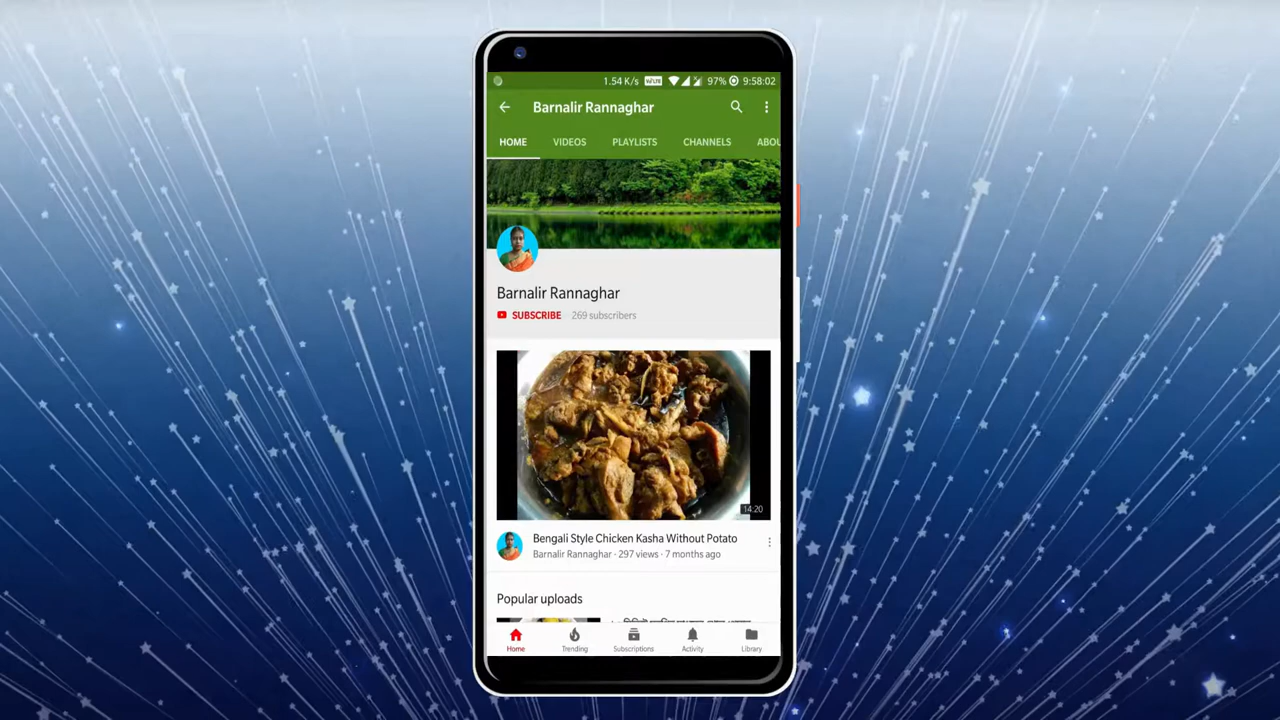 1.54 K/s VoLTE 97% 9:58:02
Barnalir Rannaghar
HOME VIDEOS PLAYLISTS CHANNELS ABOU
Barnalir Rannaghar
SUBSCRIBE 269 subscribers
14:20
Bengali Style Chicken Kasha Without Potato
Barnalir Rannaghar · 297 views · 7 months ago
Popular uploads
Home Trending Subscriptions Activity Library